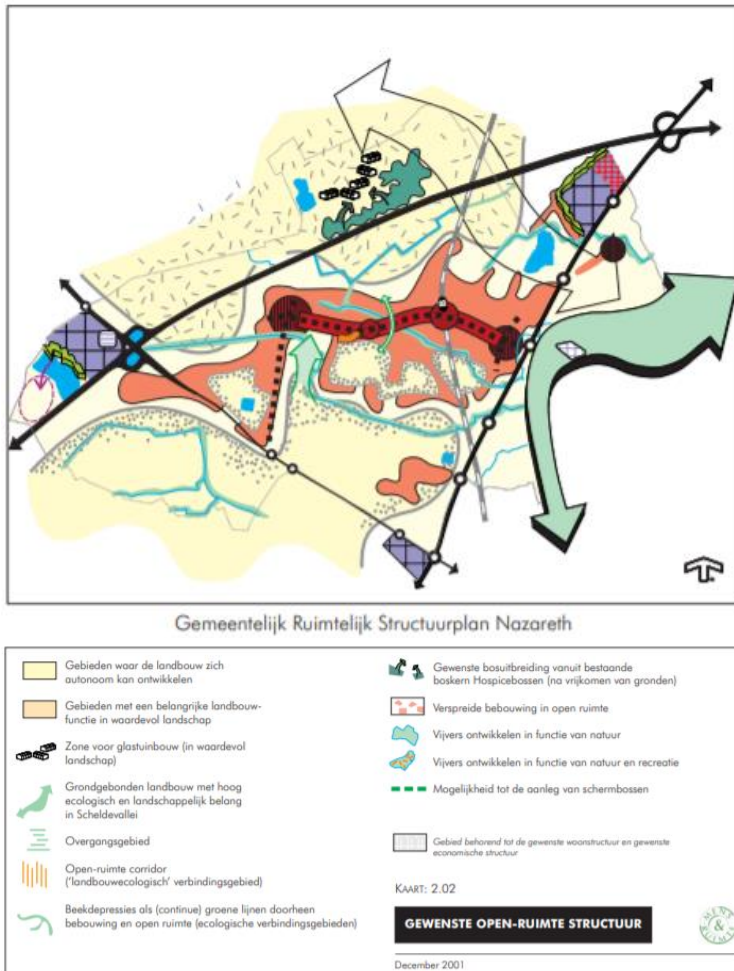 Gemeentelijk Ruimtelijk Structuurplan Nazareth
Gebieden waar de landbouw zich
autonoom kan ontwikkelen
Gebieden met een belangrijke landbouw-
functie in waardevol landschap
Zone voor glastuinbouw (in waardevol
landschap)
Grondgebonden landbouw met hoog
ecologisch en landschappelijk belang
in Scheldevallei
Overgangsgebied
Open-ruimte corridor
('landbouwecologisch' verbindingsgebied)
Beekdepressies als (continue) groene lijnen doorheen
bebouwing en open ruimte (ecologische verbindingsgebieden)
Gewenste bosuitbreiding vanuit bestaande
boskern Hospicebossen (na vrijkomen van gronden)
Verspreide bebouwing in open ruimte
Vijvers ontwikkelen in functie van natuur
Vijvers ontwikkelen in functie van natuur en recreatie
Mogelijkheid tot de aanleg van schermbossen
Gebied behorend tot de gewenste woonstructuur en gewenste
economische structuur
KAART: 2.02
GEWENSTE OPEN-RUIMTE STRUCTUUR
MENS
&
RUIMTE
December 2001